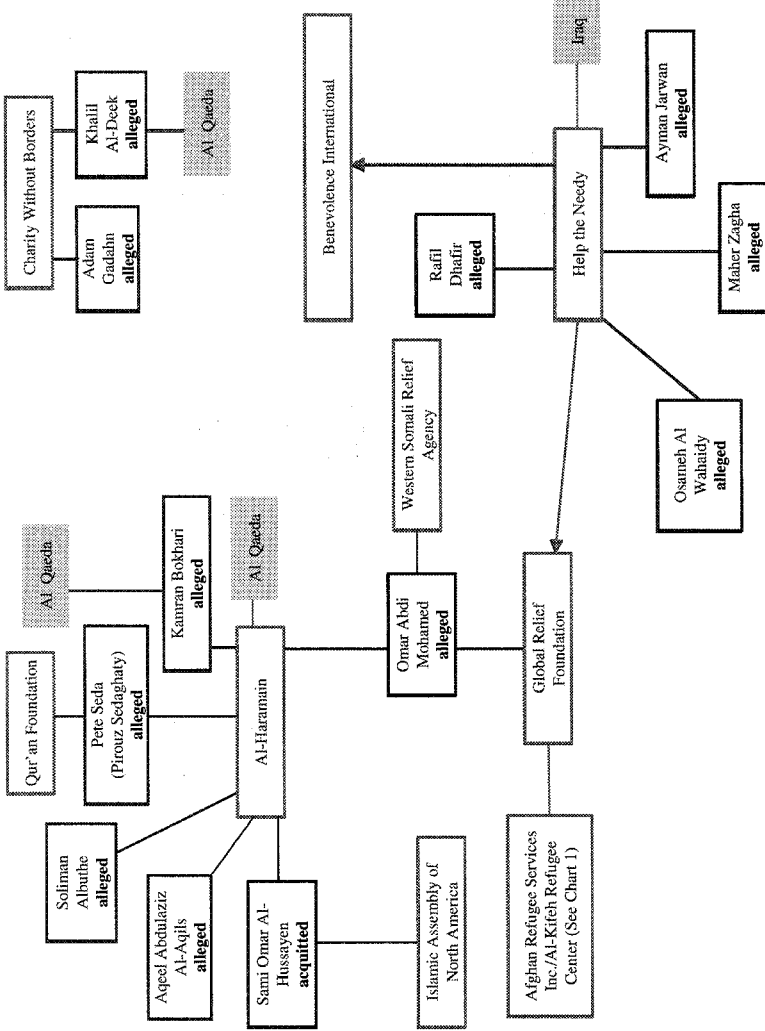 Qur'an Foundation
Charity Without Borders
Al Qaeda
Soliman
Albuthe
alleged
Pete Seda
(Pirouz Sedaghaty)
alleged
Adam
Gadahn
alleged
Khalil
Al-Deek
alleged
Kamran Bokhari
alleged
Al Qaeda
Aqeel Abdulaziz
Al-Aqils
alleged
Al-Haramain
Al Qaeda
Sami Omar Al-
Hussayen
acquitted
Benevolence International
Omar Abdi
Mohamed
alleged
Western Somali Relief
Agency
Rafil
Dhafir
alleged
Islamic Assembly of
North America
Afghan Refugee Services
Inc./Al-Kifeh Refugee
Center (See Chart 1)
Global Relief
Foundation
Help the Needy
Iraq
Osameh Al
Wahaidy
alleged
Maher Zagha
alleged
Ayman Jarwan
alleged